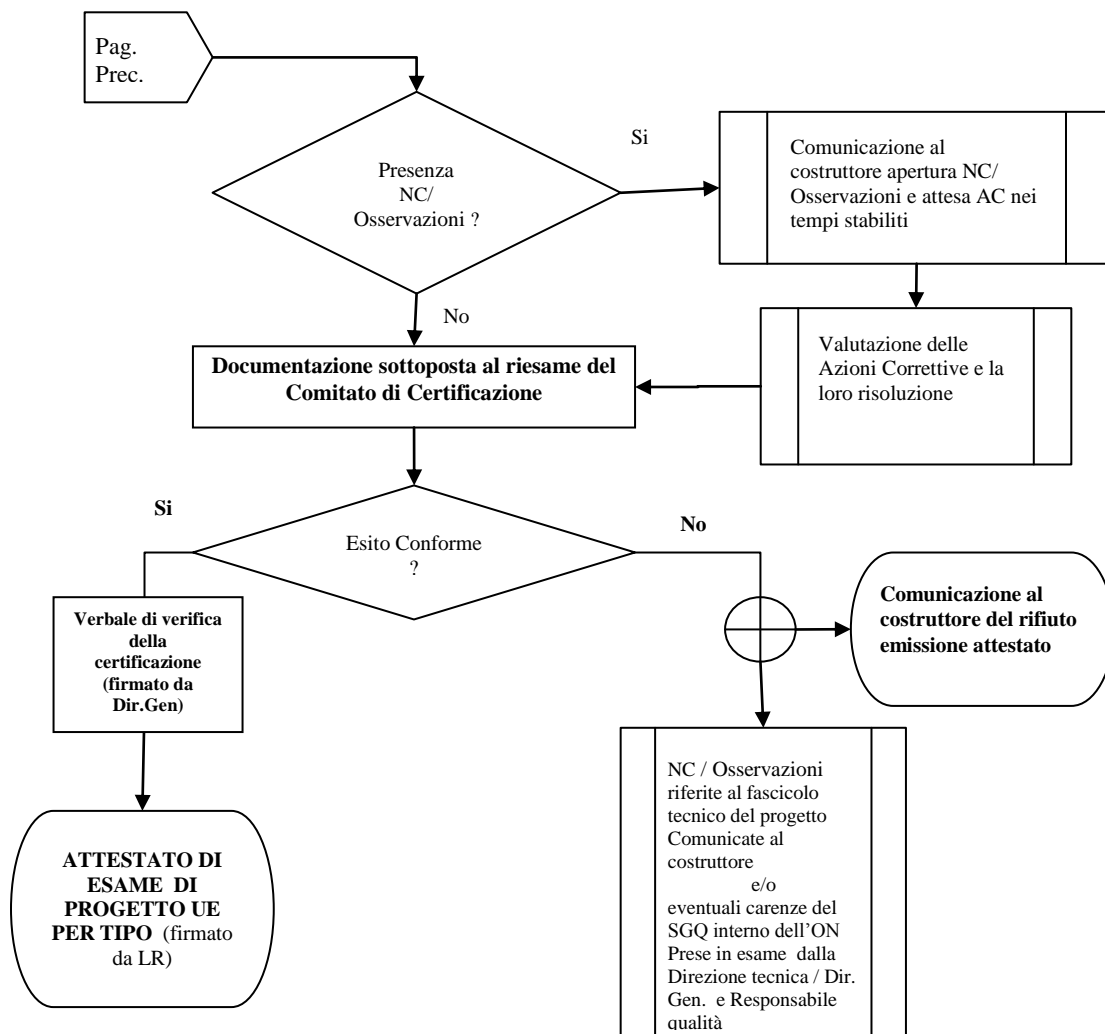 Pag.
Prec.
Presenza
NC/
Osservazioni ?
Si
Comunicazione al
costruttore apertura NC/
Osservazioni e attesa AC nei
tempi stabiliti
No
Valutazione delle
Azioni Correttive e la
loro risoluzione
Documentazione sottoposta al riesame del
Comitato di Certificazione
Si
Esito Conforme
?
No
Verbale di verifica
della
certificazione
(firmato da
Dir.Gen)
Comunicazione al
costruttore del rifiuto
emissione attestato
ATTESTATO DI
ESAME DI
PROGETTO UE
PER TIPO (firmato
da LR)
NC / Osservazioni
riferite al fascicolo
tecnico del progetto
Comunicate al
costruttore
e/o
eventuali carenze del
SGQ interno dell'ON
Prese in esame dalla
Direzione tecnica / Dir.
Gen. e Responsabile
qualità